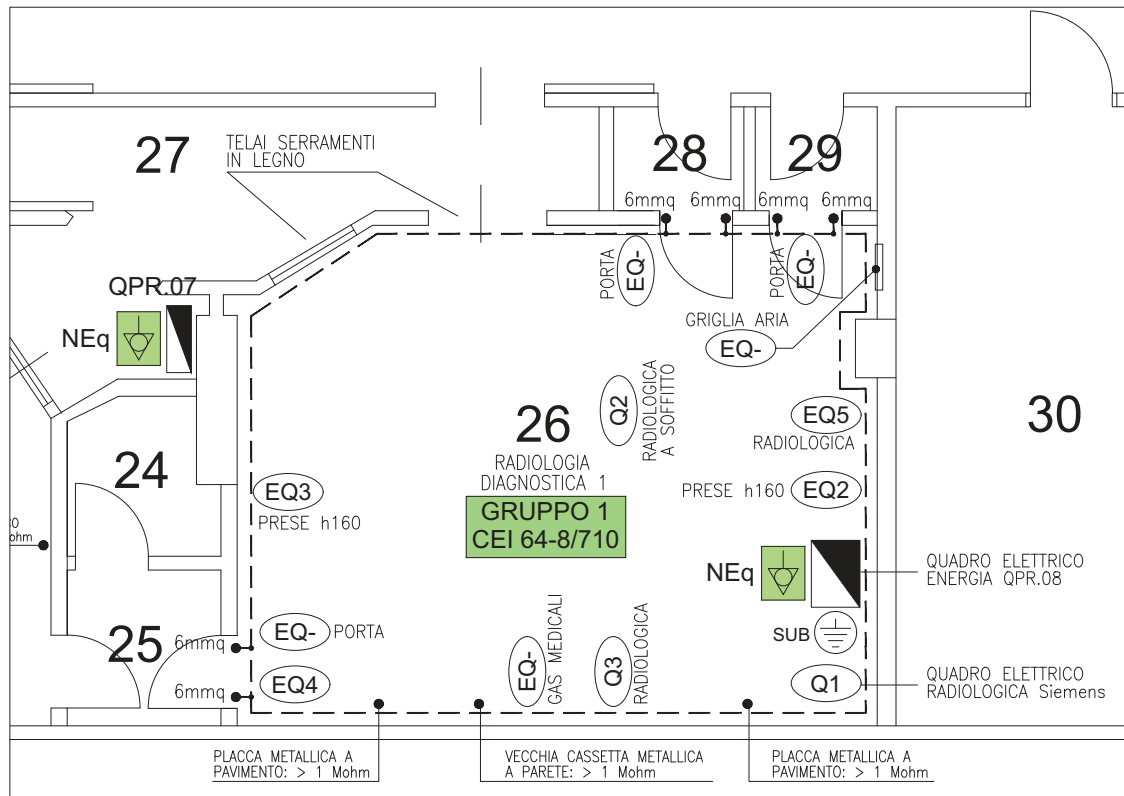 27
TELAI SERRAMENTI
IN LEGNO
28
29
6mmq
6mmq
6mmq
6mmq
PORTA
EQ-
PORTA
EQ-
QPR.07
NEq
GRIGLIA ARIA
EQ-
Q2
RADIOLOGICA
A SOFFITTO
26
RADIOLOGIA
DIAGNOSTICA 1
GRUPPO 1
CEI 64-8/710
EQ5
RADIOLOGICA
30
24
EQ3
PRESE h160
PRESE h160
EQ2
ohm
NEq
QUADRO ELETTRICO
ENERGIA QPR.08
SUB
25
6mmq
EQ-
PORTA
6mmq
EQ4
EQ-
GAS MEDICALI
Q3
RADIOLOGICA
Q1
QUADRO ELETTRICO
RADIOLOGICA Siemens
PLACCA METALLICA A
PAVIMENTO: > 1 Mohm
VECCHIA CASSETTA METALLICA
A PARETE: > 1 Mohm
PLACCA METALLICA A
PAVIMENTO: > 1 Mohm